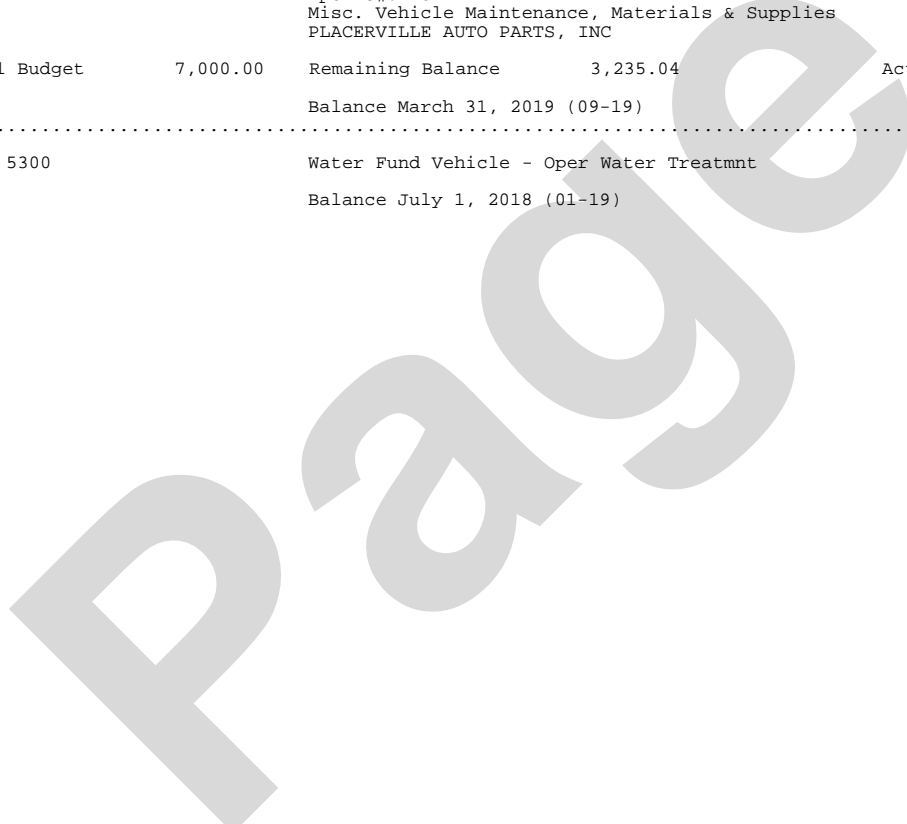 Misc. Vehicle Maintenance, Materials & Supplies
PLACERVILLE AUTO PARTS, INC
l Budget 7,000.00 Remaining Balance 3,235.04 Ac
Balance March 31, 2019 (09-19)
5300 Water Fund Vehicle - Oper Water Treatmnt
Balance July 1, 2018 (01-19)
Page